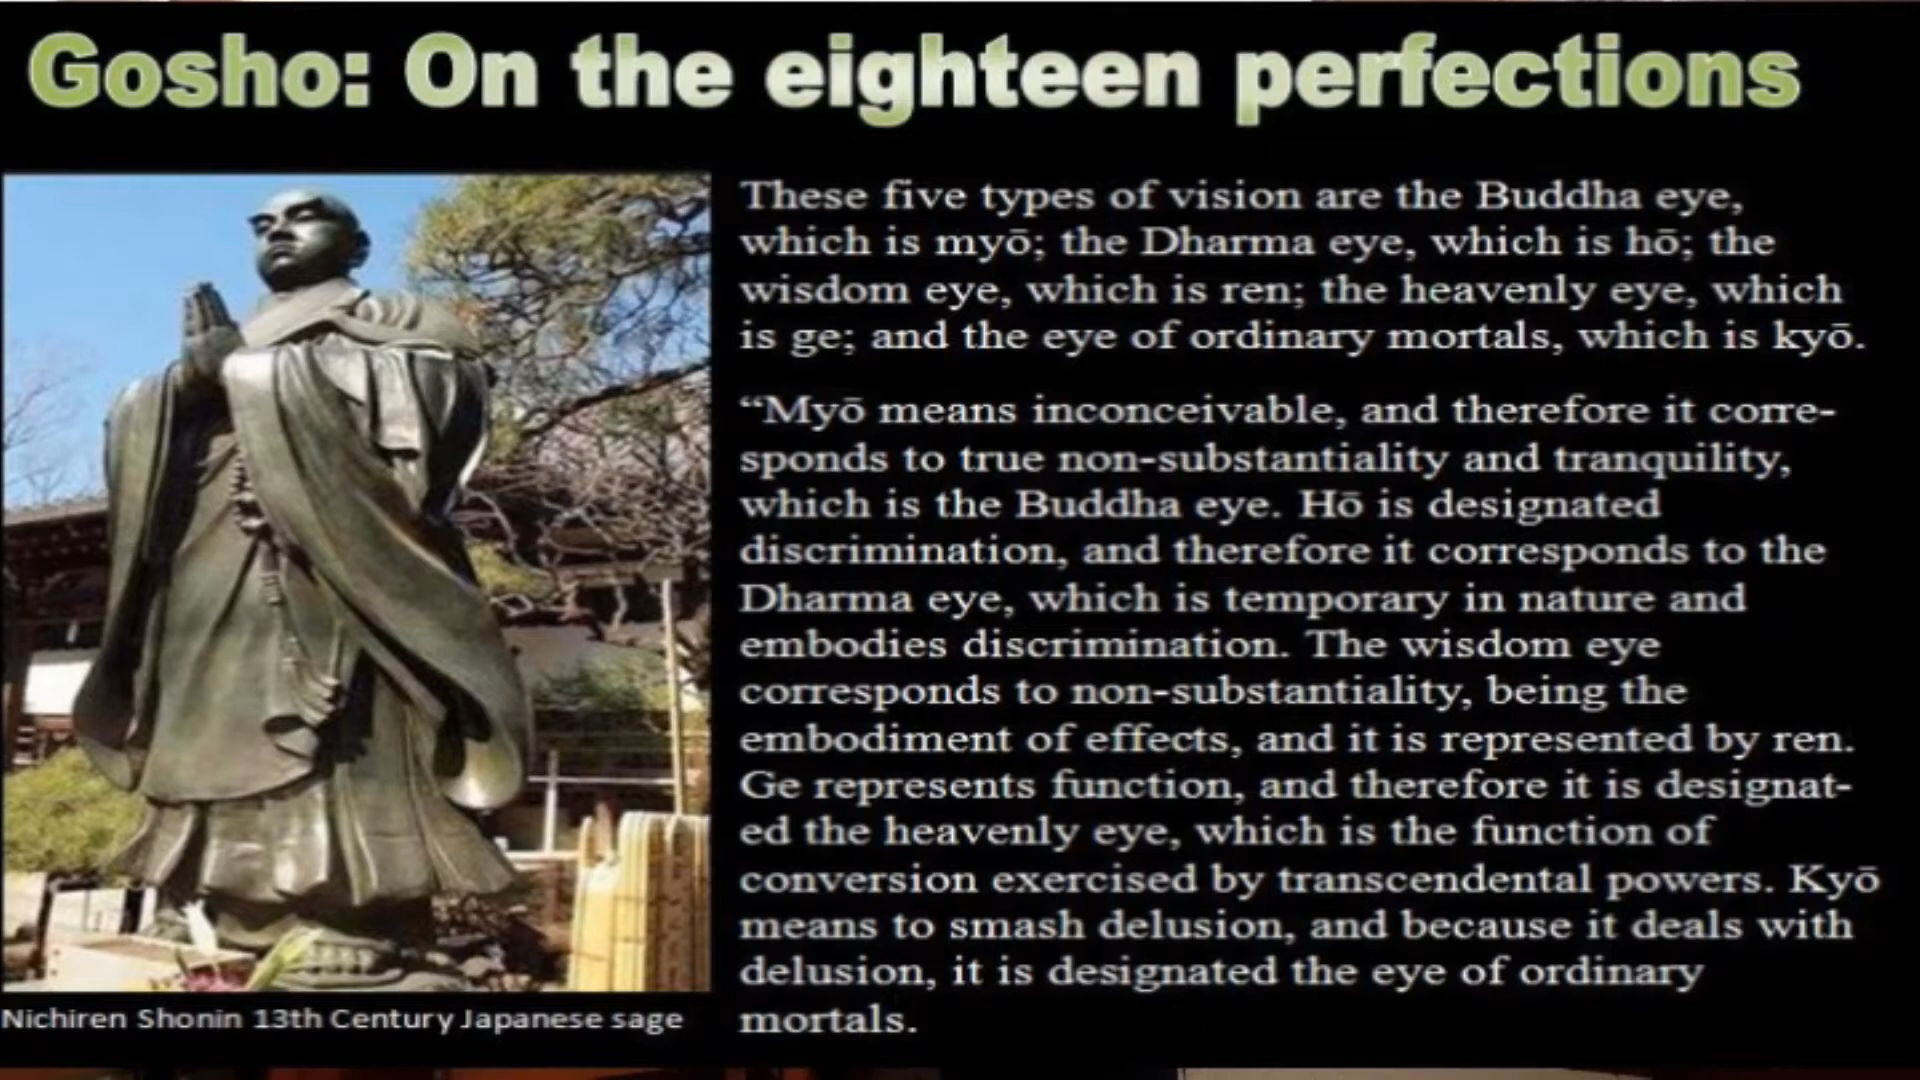 Gosho: On the eighteen perfections
These five types of vision are the Buddha eye,
which is myō; the Dharma eye, which is hō; the
wisdom eye, which is ren; the heavenly eye, which
is ge; and the eye of ordinary mortals, which is kyō.
“Myō means inconceivable, and therefore it corre-
sponds to true non-substantiality and tranquility,
which is the Buddha eye. Hō is designated
discrimination, and therefore it corresponds to the
Dharma eye, which is temporary in nature and
embodies discrimination. The wisdom eye
corresponds to non-substantiality, being the
embodiment of effects, and it is represented by ren.
Ge represents function, and therefore it is designat-
ed the heavenly eye, which is the function of
conversion exercised by transcendental powers. Kyō
means to smash delusion, and because it deals with
delusion, it is designated the eye of ordinary
mortals.
Nichiren Shonin 13th Century Japanese sage